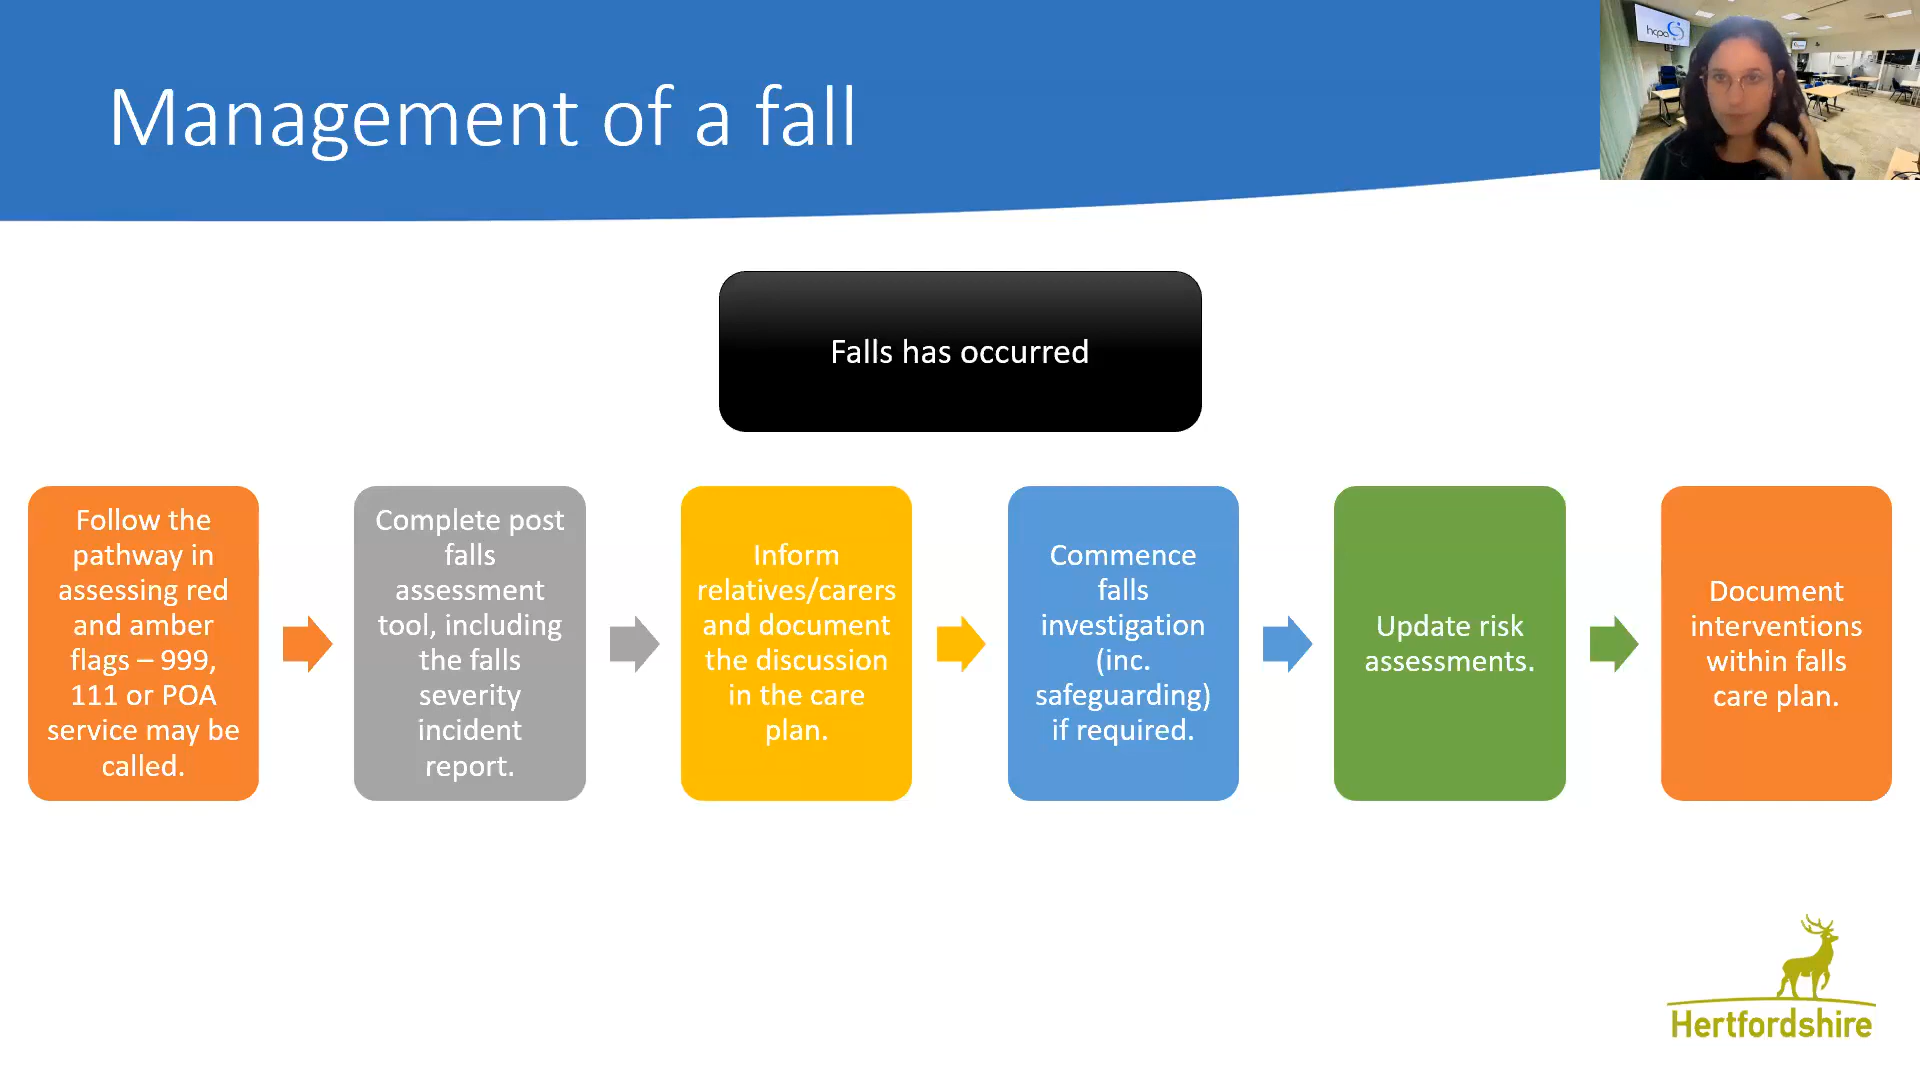 Management of a fall
hcpa
Falls has occurred
Follow the
pathway in
assessing red
and amber
flags – 999,
111 or POA
service may be
called.
Complete post
falls
assessment
tool, including
the falls
severity
incident
report.
Inform
relatives/carers
and document
the discussion
in the care
plan.
Commence
falls
investigation
(inc.
safeguarding)
if required.
Update risk
assessments.
Document
interventions
within falls
care plan.
Hertfordshire